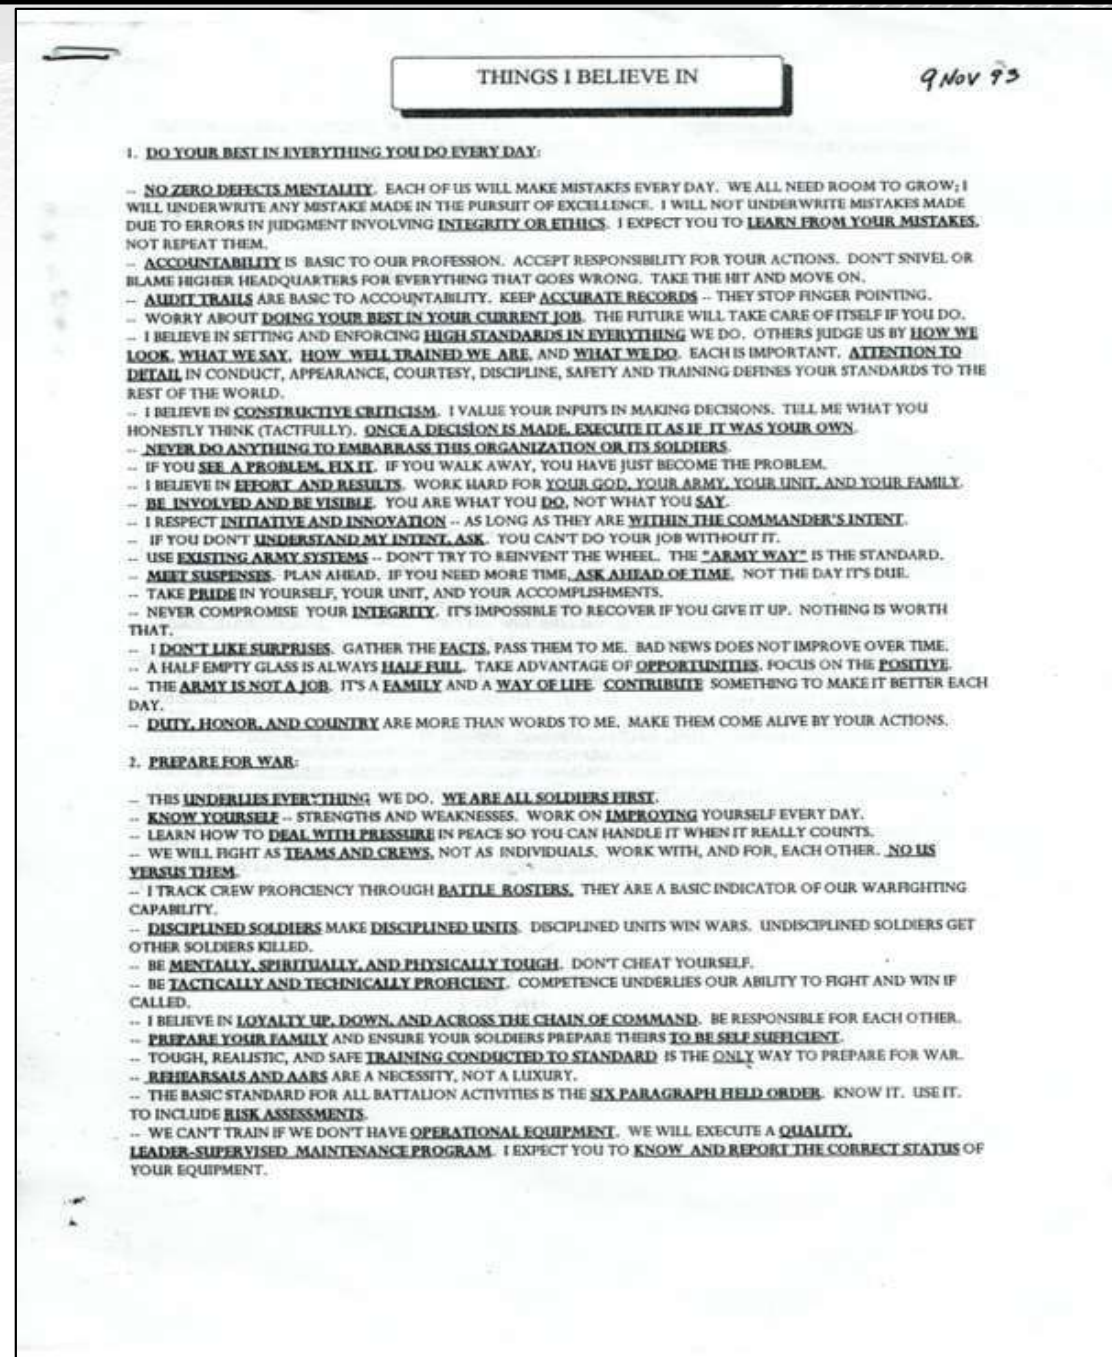 THINGS I BELIEVE IN
9 Nov 93
1. DO YOUR BEST IN EVERYTHING YOU DO EVERY DAY:
-- NO ZERO DEFECTS MENTALITY. EACH OF US WILL MAKE MISTAKES EVERY DAY. WE ALL NEED ROOM TO GROW; I
WILL UNDERWRITE ANY MISTAKE MADE IN THE PURSUIT OF EXCELLENCE. I WILL NOT UNDERWRITE MISTAKES MADE
DUE TO ERRORS IN JUDGMENT INVOLVING INTEGRITY OR ETHICS. I EXPECT YOU TO LEARN FROM YOUR MISTAKES,
NOT REPEAT THEM.
-- ACCOUNTABILITY IS BASIC TO OUR PROFESSION. ACCEPT RESPONSIBILITY FOR YOUR ACTIONS. DON'T SNIVEL OR
BLAME HIGHER HEADQUARTERS FOR EVERYTHING THAT GOES WRONG. TAKE THE HIT AND MOVE ON.
-- AUDIT TRAILS ARE BASIC TO ACCOUNTABILITY. KEEP ACCURATE RECORDS -- THEY STOP FINGER POINTING.
-- WORRY ABOUT DOING YOUR BEST IN YOUR CURRENT JOB. THE FUTURE WILL TAKE CARE OF ITSELF IF YOU DO.
-- I BELIEVE IN SETTING AND ENFORCING HIGH STANDARDS IN EVERYTHING WE DO. OTHERS JUDGE US BY HOW WE
LOOK, WHAT WE SAY, HOW WELL TRAINED WE ARE, AND WHAT WE DO. EACH IS IMPORTANT. ATTENTION TO
DETAIL IN CONDUCT, APPEARANCE, COURTESY, DISCIPLINE, SAFETY AND TRAINING DEFINES YOUR STANDARDS TO THE
REST OF THE WORLD.
-- I BELIEVE IN CONSTRUCTIVE CRITICISM. I VALUE YOUR INPUTS IN MAKING DECISIONS. TELL ME WHAT YOU
HONESTLY THINK (TACTFULLY). ONCE A DECISION IS MADE, EXECUTE IT AS IF IT WAS YOUR OWN.
-- NEVER DO ANYTHING TO EMBARRASS THIS ORGANIZATION OR ITS SOLDIERS.
-- IF YOU SEE A PROBLEM, FIX IT. IF YOU WALK AWAY, YOU HAVE JUST BECOME THE PROBLEM.
-- I BELIEVE IN EFFORT AND RESULTS. WORK HARD FOR YOUR GOD, YOUR ARMY, YOUR UNIT, AND YOUR FAMILY.
-- BE INVOLVED AND BE VISIBLE. YOU ARE WHAT YOU DO, NOT WHAT YOU SAY.
-- I RESPECT INITIATIVE AND INNOVATION -- AS LONG AS THEY ARE WITHIN THE COMMANDER'S INTENT.
-- IF YOU DON'T UNDERSTAND MY INTENT, ASK. YOU CAN'T DO YOUR JOB WITHOUT IT.
-- USE EXISTING ARMY SYSTEMS -- DON'T TRY TO REINVENT THE WHEEL. THE "ARMY WAY" IS THE STANDARD.
-- MEET SUSPENSES. PLAN AHEAD. IF YOU NEED MORE TIME, ASK AHEAD OF TIME, NOT THE DAY IT'S DUE.
-- TAKE PRIDE IN YOURSELF, YOUR UNIT, AND YOUR ACCOMPLISHMENTS.
-- NEVER COMPROMISE YOUR INTEGRITY. IT'S IMPOSSIBLE TO RECOVER IF YOU GIVE IT UP. NOTHING IS WORTH
THAT.
-- I DON'T LIKE SURPRISES. GATHER THE FACTS, PASS THEM TO ME. BAD NEWS DOES NOT IMPROVE OVER TIME.
-- A HALF EMPTY GLASS IS ALWAYS HALF FULL. TAKE ADVANTAGE OF OPPORTUNITIES. FOCUS ON THE POSITIVE.
-- THE ARMY IS NOT A JOB. IT'S A FAMILY AND A WAY OF LIFE. CONTRIBUTE SOMETHING TO MAKE IT BETTER EACH
DAY.
-- DUTY, HONOR, AND COUNTRY ARE MORE THAN WORDS TO ME. MAKE THEM COME ALIVE BY YOUR ACTIONS.
2. PREPARE FOR WAR:
-- THIS UNDERLIES EVERYTHING WE DO. WE ARE ALL SOLDIERS FIRST.
-- KNOW YOURSELF -- STRENGTHS AND WEAKNESSES. WORK ON IMPROVING YOURSELF EVERY DAY.
-- LEARN HOW TO DEAL WITH PRESSURE IN PEACE SO YOU CAN HANDLE IT WHEN IT REALLY COUNTS.
-- WE WILL FIGHT AS TEAMS AND CREWS, NOT AS INDIVIDUALS. WORK WITH, AND FOR, EACH OTHER. NO US
VERSUS THEM.
-- I TRACK CREW PROFICIENCY THROUGH BATTLE ROSTERS. THEY ARE A BASIC INDICATOR OF OUR WARFIGHTING
CAPABILITY.
-- DISCIPLINED SOLDIERS MAKE DISCIPLINED UNITS. DISCIPLINED UNITS WIN WARS. UNDISCIPLINED SOLDIERS GET
OTHER SOLDIERS KILLED.
-- BE MENTALLY, SPIRITUALLY, AND PHYSICALLY TOUGH. DON'T CHEAT YOURSELF.
-- BE TACTICALLY AND TECHNICALLY PROFICIENT. COMPETENCE UNDERLIES OUR ABILITY TO FIGHT AND WIN IF
CALLED.
-- I BELIEVE IN LOYALTY UP, DOWN, AND ACROSS THE CHAIN OF COMMAND. BE RESPONSIBLE FOR EACH OTHER.
-- PREPARE YOUR FAMILY AND ENSURE YOUR SOLDIERS PREPARE THEIRS TO BE SELF SUFFICIENT.
-- TOUGH, REALISTIC, AND SAFE TRAINING CONDUCTED TO STANDARD IS THE ONLY WAY TO PREPARE FOR WAR.
-- REHEARSALS AND AARS ARE A NECESSITY, NOT A LUXURY.
-- THE BASIC STANDARD FOR ALL BATTALION ACTIVITIES IS THE SIX PARAGRAPH FIELD ORDER. KNOW IT. USE IT.
TO INCLUDE RISK ASSESSMENTS.
-- WE CAN'T TRAIN IF WE DON'T HAVE OPERATIONAL EQUIPMENT. WE WILL EXECUTE A QUALITY,
LEADER-SUPERVISED MAINTENANCE PROGRAM. I EXPECT YOU TO KNOW AND REPORT THE CORRECT STATUS OF
YOUR EQUIPMENT.